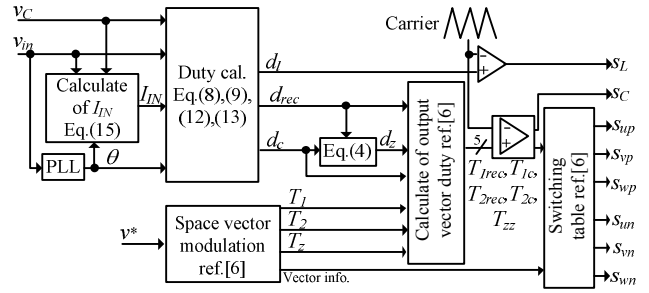 v_C
v_in
Calculate
of I_IN
Eq.(15)
I_IN
PLL
θ
Duty cal.
Eq.(8),(9),
(12),(13)
d_l
d_rec
d_c
Eq.(4)
d_z
Carrier
−
+
s_L
s_C
Calculate of output
vector duty ref.[6]
5
−
+
T_1rec, T_1c,
T_2rec, T_2c,
T_zz
Switching
table ref.[6]
s_up
s_vp
s_wp
s_un
s_vn
s_wn
v*
Space vector
modulation
ref.[6]
T_1
T_2
T_z
Vector info.